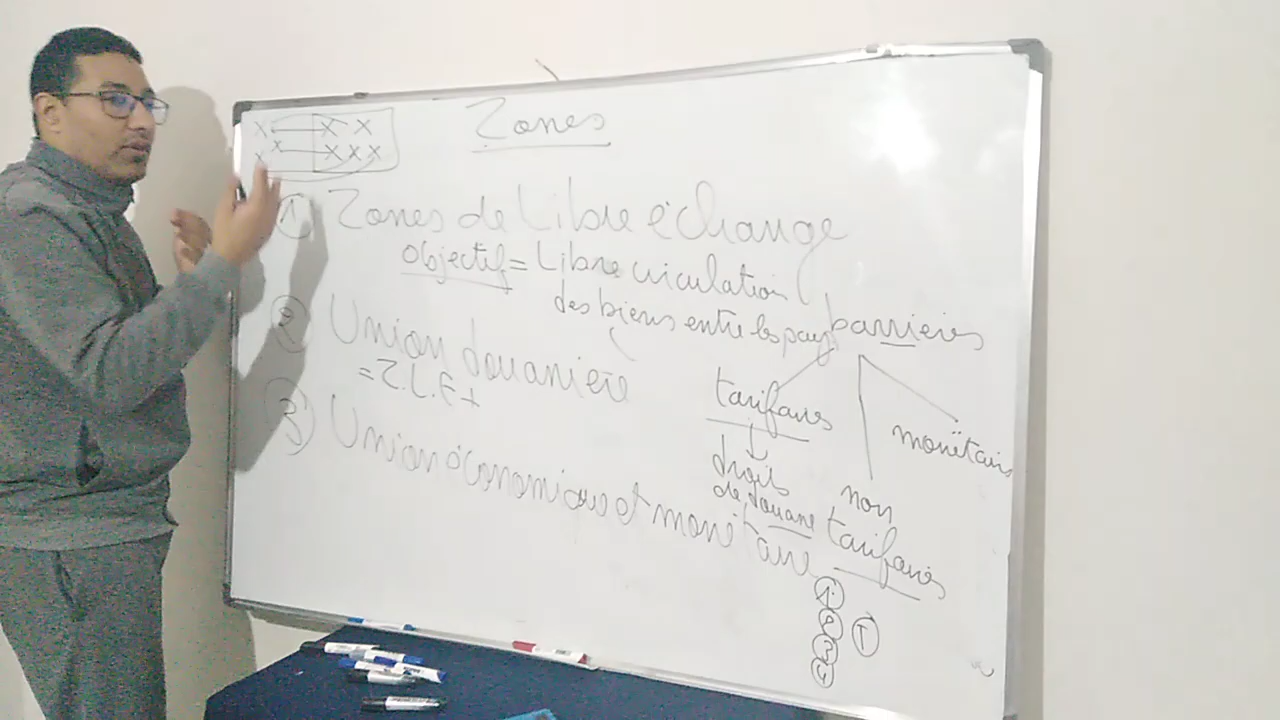 Zones
x x x
x x x x
x
1 Zones de Libre échange
Objectif = Libre circulation
des biens entre les pays
barrières
tarifaires
droits
de douane
non
tarifaires
monétaires
1
2
3
4
T
2 Union douanière
= Z.L.E +
3 Union économique et monétaire